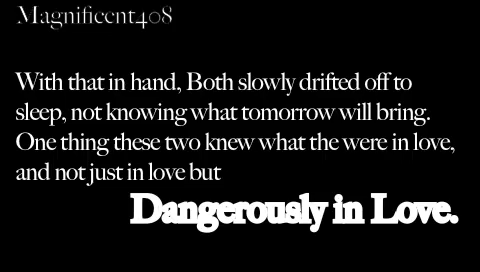 Magnificent408
With that in hand, Both slowly drifted off to
sleep, not knowing what tomorrow will bring.
One thing these two knew what the were in love,
and not just in love but
Dangerously in Love.